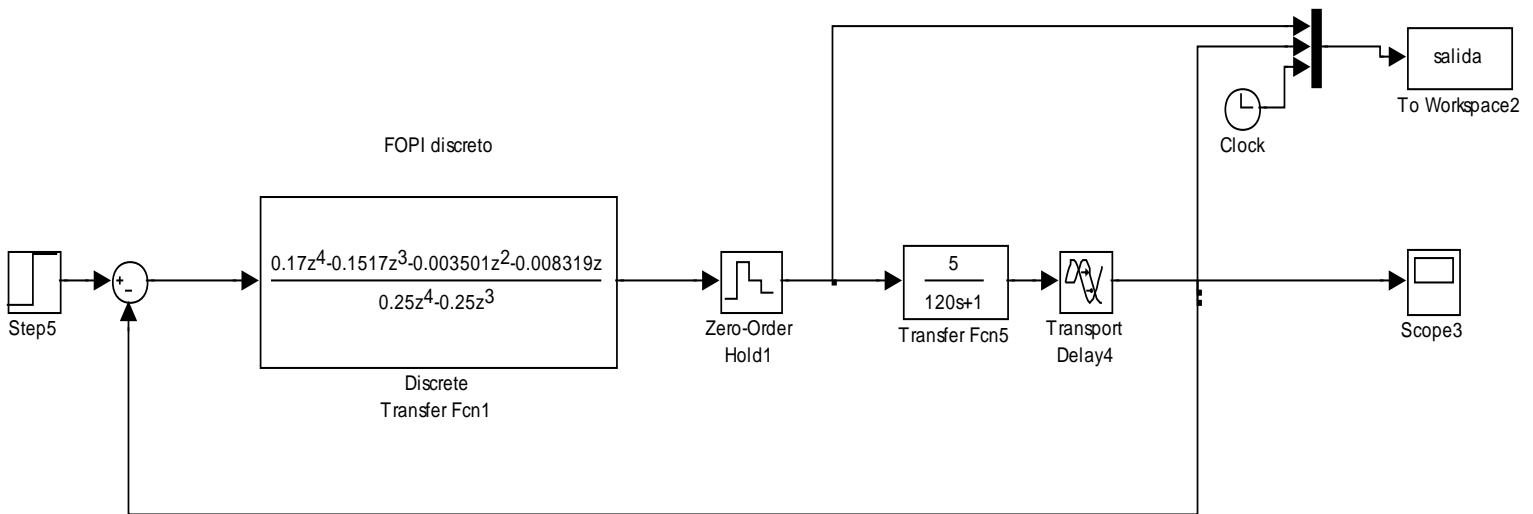 salida
To Workspace2
Clock
FOPI discreto
0.17z⁴-0.1517z³-0.003501z²-0.008319z
0.25z⁴-0.25z³
+
−
Step5
Discrete
Transfer Fcn1
Zero-Order
Hold1
5
120s+1
Transfer Fcn5
Transport
Delay4
Scope3